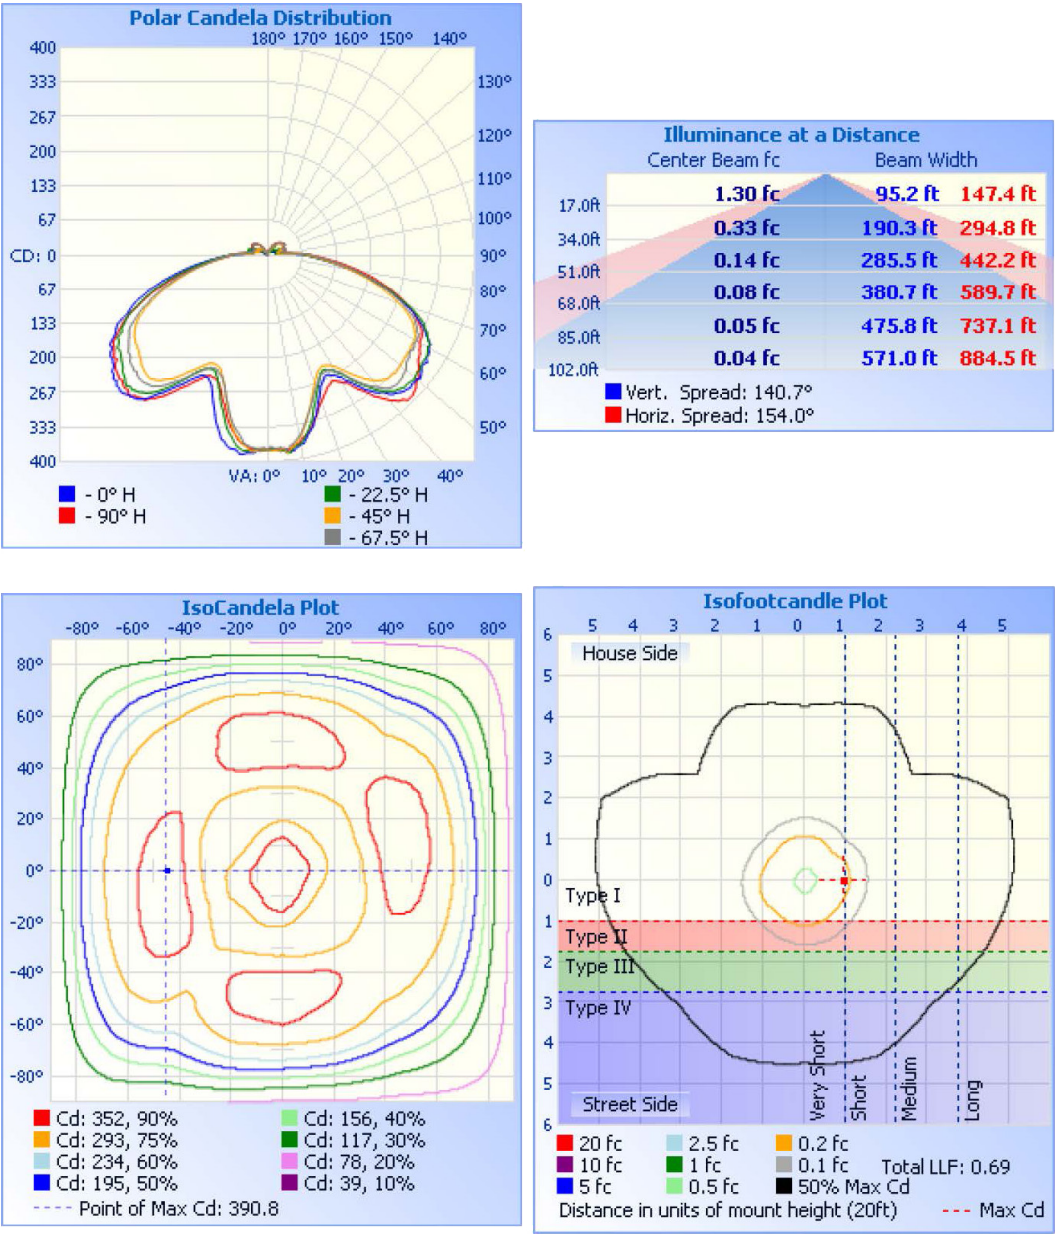 Polar Candela Distribution
180° 170° 160° 150° 140°
400
333
267
200
133
67
CD: 0
67
133
200
267
333
400
130°
120°
110°
100°
90°
80°
70°
60°
50°
VA: 0° 10° 20° 30° 40°
- 0° H
- 90° H
- 22.5° H
- 45° H
- 67.5° H
Illuminance at a Distance
Center Beam fc Beam Width
17.0ft 1.30 fc 95.2 ft 147.4 ft
34.0ft 0.33 fc 190.3 ft 294.8 ft
51.0ft 0.14 fc 285.5 ft 442.2 ft
68.0ft 0.08 fc 380.7 ft 589.7 ft
85.0ft 0.05 fc 475.8 ft 737.1 ft
102.0ft 0.04 fc 571.0 ft 884.5 ft
Vert. Spread: 140.7°
Horiz. Spread: 154.0°
IsoCandela Plot
-80° -60° -40° -20° 0° 20° 40° 60° 80°
80°
60°
40°
20°
0°
-20°
-40°
-60°
-80°
Cd: 352, 90%
Cd: 293, 75%
Cd: 234, 60%
Cd: 195, 50%
Cd: 156, 40%
Cd: 117, 30%
Cd: 78, 20%
Cd: 39, 10%
Point of Max Cd: 390.8
Isofootcandle Plot
5 4 3 2 1 0 1 2 3 4 5
6
5
4
3
2
1
0
1
2
3
4
5
6
House Side
Type I
Type II
Type III
Type IV
Street Side
Very Short
Short
Medium
Long
20 fc
10 fc
5 fc
2.5 fc
1 fc
0.5 fc
0.2 fc
0.1 fc
50% Max Cd
Total LLF: 0.69
Distance in units of mount height (20ft)
Max Cd